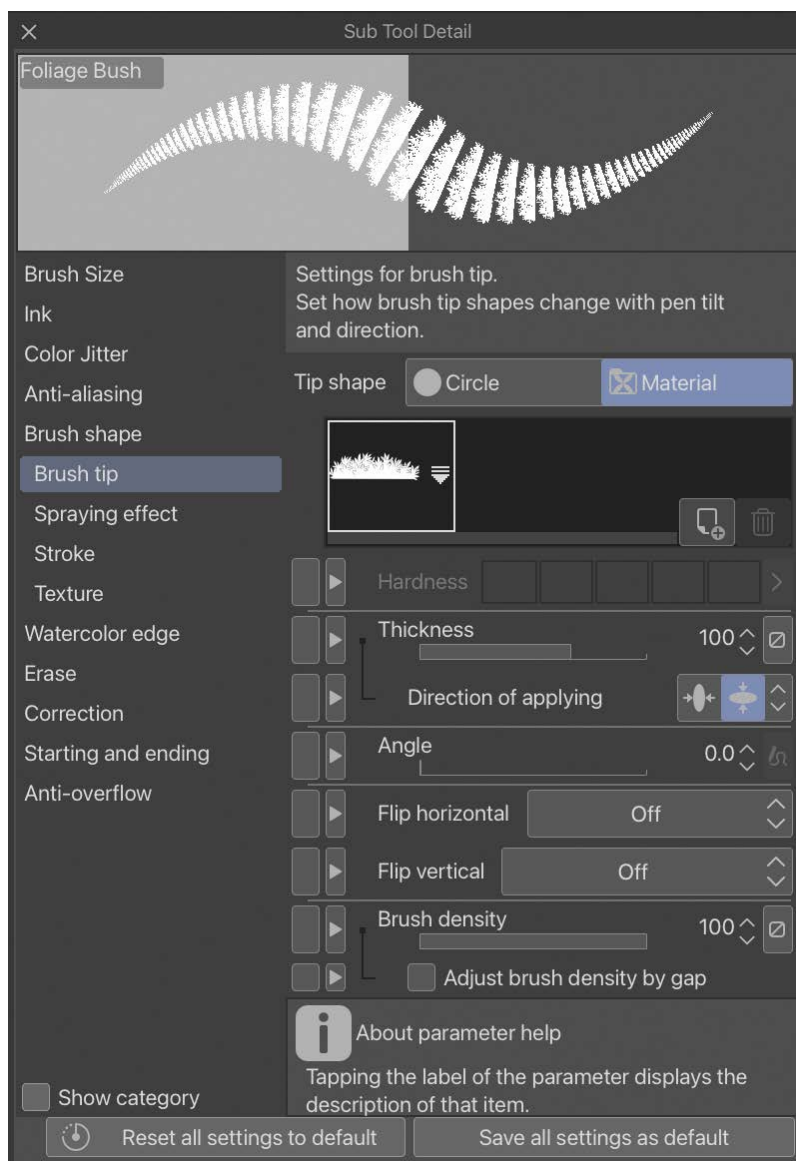 Sub Tool Detail
Foliage Bush
Brush Size
Ink
Color Jitter
Anti-aliasing
Brush shape
Brush tip
Spraying effect
Stroke
Texture
Watercolor edge
Erase
Correction
Starting and ending
Anti-overflow
Show category
Settings for brush tip.
Set how brush tip shapes change with pen tilt
and direction.
Tip shape Circle Material
Hardness
Thickness 100
Direction of applying
Angle 0.0
Flip horizontal Off
Flip vertical Off
Brush density 100
Adjust brush density by gap
About parameter help
Tapping the label of the parameter displays the
description of that item.
Reset all settings to default Save all settings as default